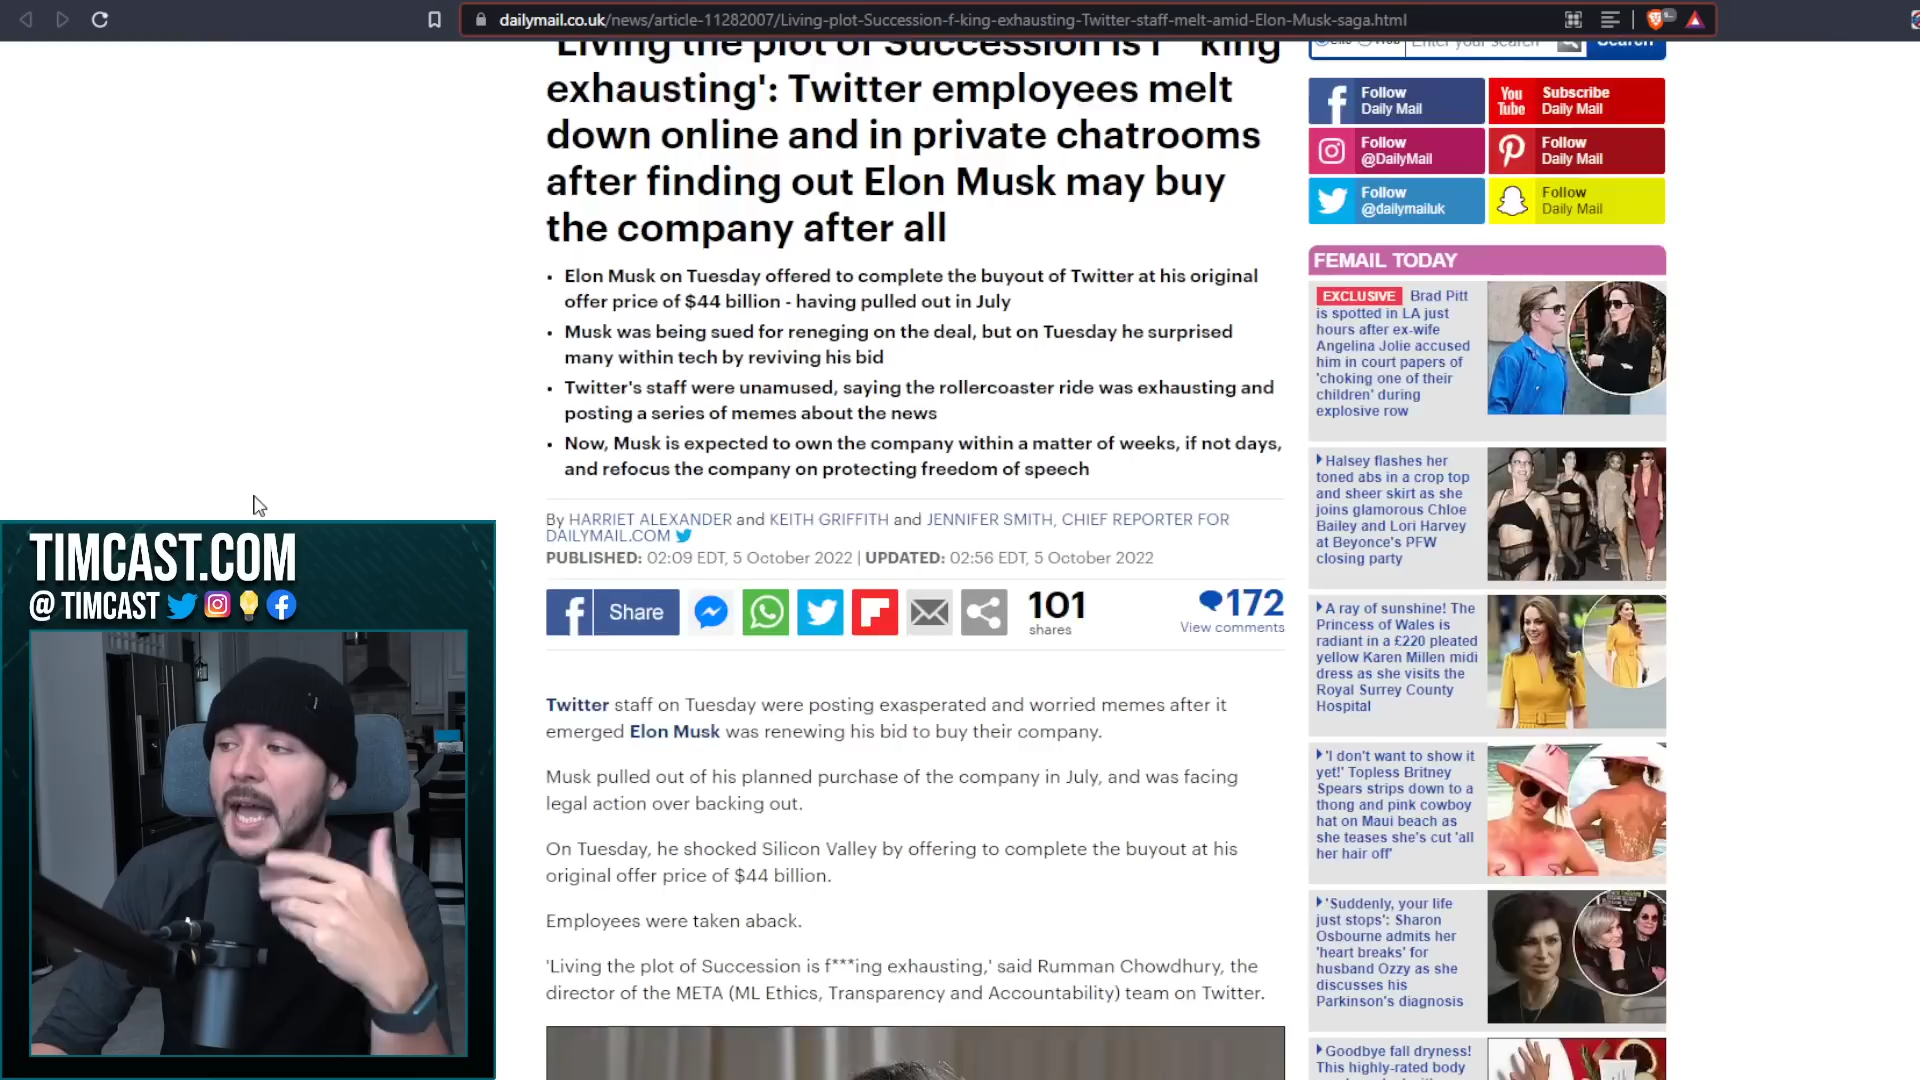 dailymail.co.uk/news/article-11282007/Living-plot-Succession-f-king-exhausting-Twitter-staff-melt-amid-Elon-Musk-saga.html
'Living the plot of Succession is f***king
exhausting': Twitter employees melt
down online and in private chatrooms
after finding out Elon Musk may buy
the company after all
• Elon Musk on Tuesday offered to complete the buyout of Twitter at his original
offer price of $44 billion - having pulled out in July
• Musk was being sued for reneging on the deal, but on Tuesday he surprised
many within tech by reviving his bid
• Twitter's staff were unamused, saying the rollercoaster ride was exhausting and
posting a series of memes about the news
• Now, Musk is expected to own the company within a matter of weeks, if not days,
and refocus the company on protecting freedom of speech
By HARRIET ALEXANDER and KEITH GRIFFITH and JENNIFER SMITH, CHIEF REPORTER FOR
DAILYMAIL.COM
PUBLISHED: 02:09 EDT, 5 October 2022 | UPDATED: 02:56 EDT, 5 October 2022
Share
101
shares
172
View comments
Twitter staff on Tuesday were posting exasperated and worried memes after it
emerged Elon Musk was renewing his bid to buy their company.
Musk pulled out of his planned purchase of the company in July, and was facing
legal action over backing out.
On Tuesday, he shocked Silicon Valley by offering to complete the buyout at his
original offer price of $44 billion.
Employees were taken aback.
'Living the plot of Succession is f***ing exhausting,' said Rumman Chowdhury, the
director of the META (ML Ethics, Transparency and Accountability) team on Twitter.
Enter your search
Search
Follow
Daily Mail
You
Tube
Subscribe
Daily Mail
Follow
@DailyMail
Follow
Daily Mail
Follow
@dailymailuk
Follow
Daily Mail
FEMAIL TODAY
EXCLUSIVE Brad Pitt
is spotted in LA just
hours after ex-wife
Angelina Jolie accused
him in court papers of
'choking one of their
children' during
explosive row
Halsey flashes her
toned abs in a crop top
and sheer skirt as she
joins glamorous Chloe
Bailey and Lori Harvey
at Beyonce's PFW
closing party
A ray of sunshine! The
Princess of Wales is
radiant in a £220 pleated
yellow Karen Millen midi
dress as she visits the
Royal Surrey County
Hospital
'I don't want to show it
yet!' Topless Britney
Spears strips down to a
thong and pink cowboy
hat on Maui beach as
she teases she's cut 'all
her hair off'
'Suddenly, your life
just stops': Sharon
Osbourne admits her
'heart breaks' for
husband Ozzy as she
discusses his
Parkinson's diagnosis
Goodbye fall dryness!
This highly-rated body
TIMCAST.COM
@TIMCAST